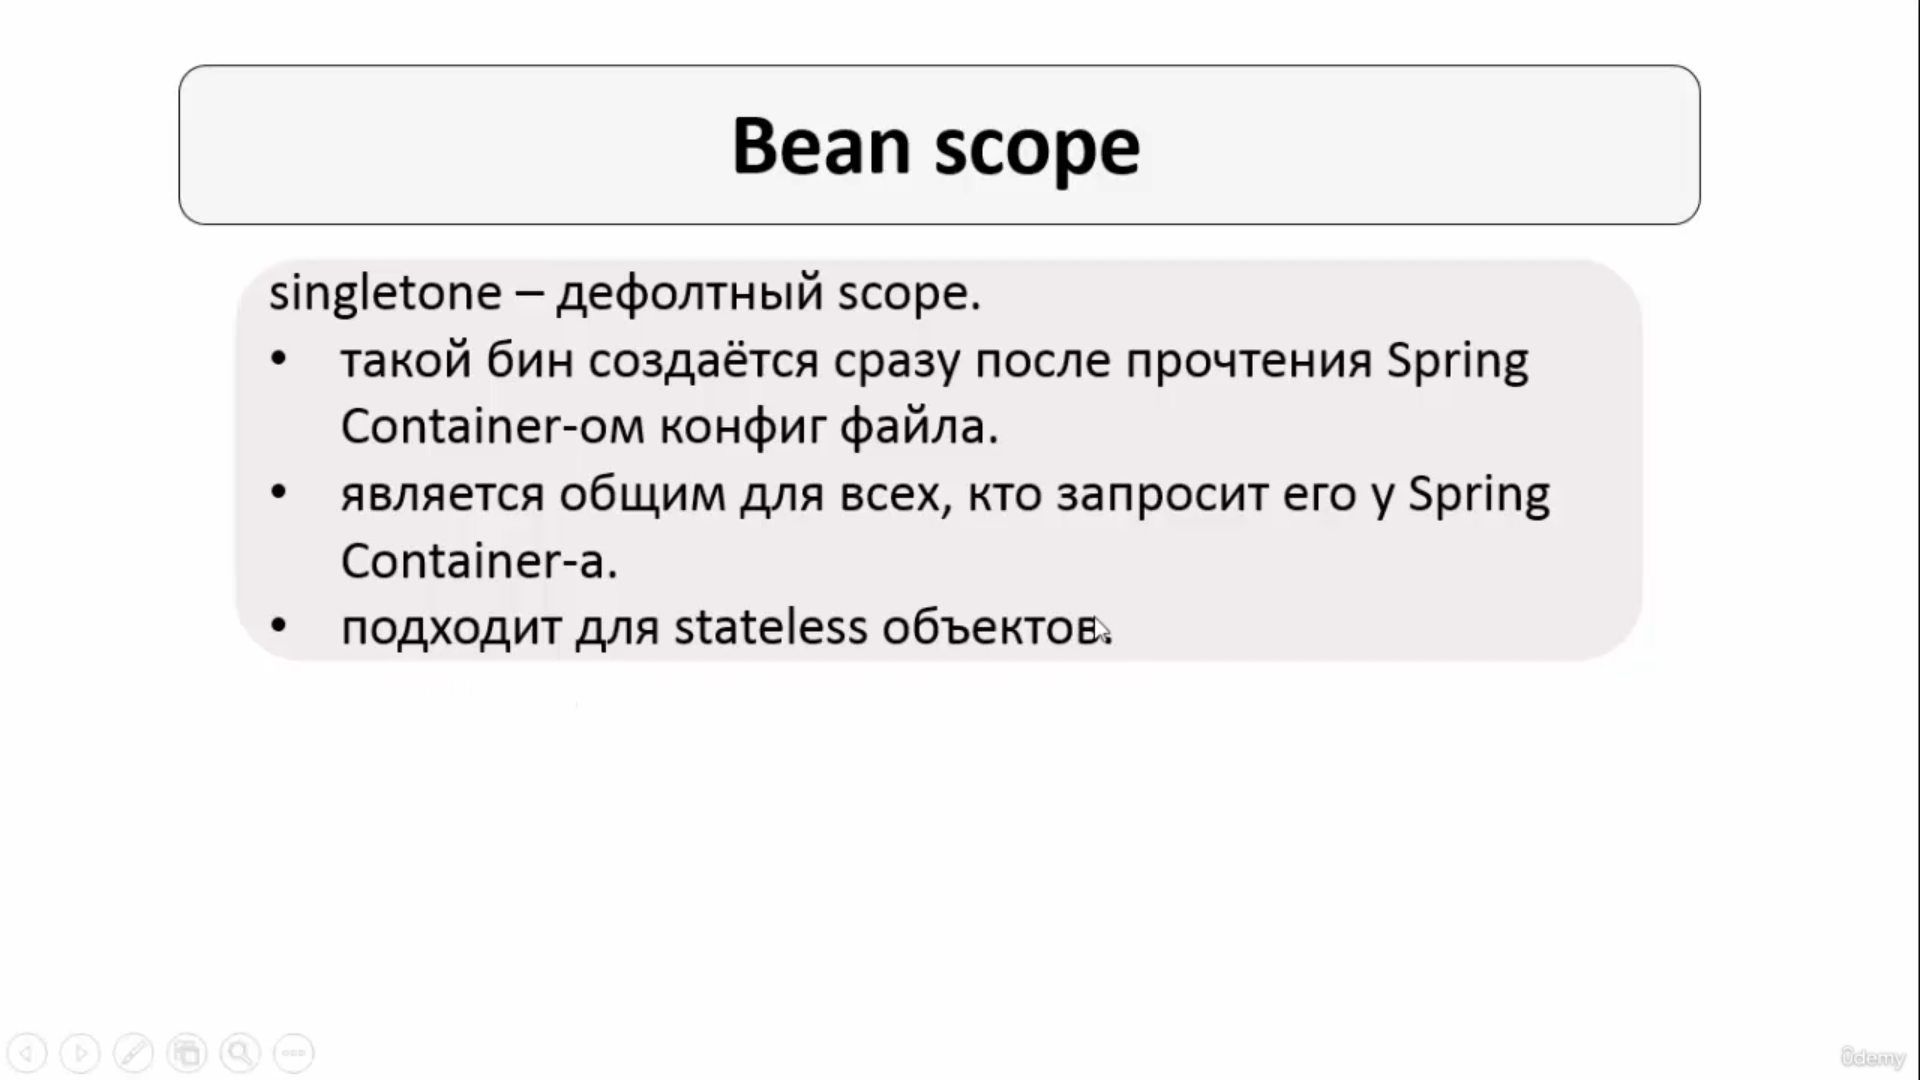 Bean scope
singletone – дефолтный scope.
• такой бин создаётся сразу после прочтения Spring
Container-ом конфиг файла.
• является общим для всех, кто запросит его у Spring
Container-а.
• подходит для stateless объектов.
ûdemy